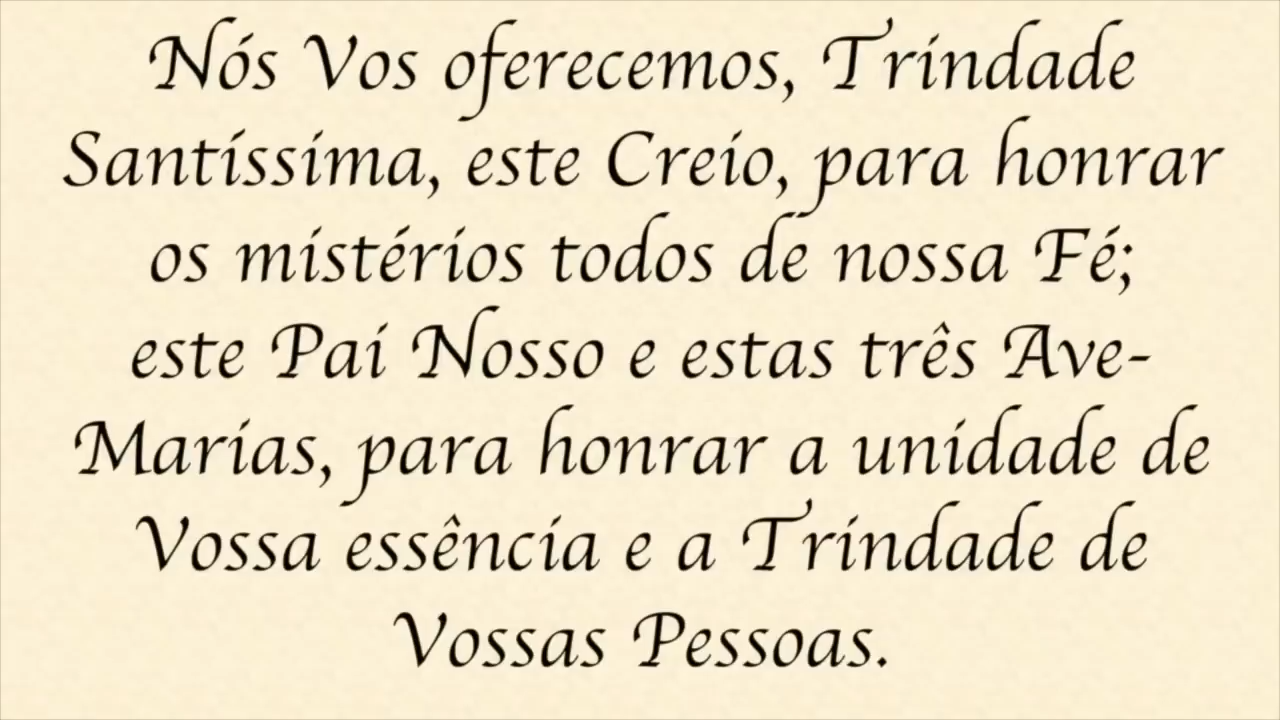 Nós Vos oferecemos, Trindade
Santíssima, este Creio, para honrar
os mistérios todos de nossa Fé;
este Pai Nosso e estas três Ave-
Marias, para honrar a unidade de
Vossa essência e a Trindade de
Vossas Pessoas.